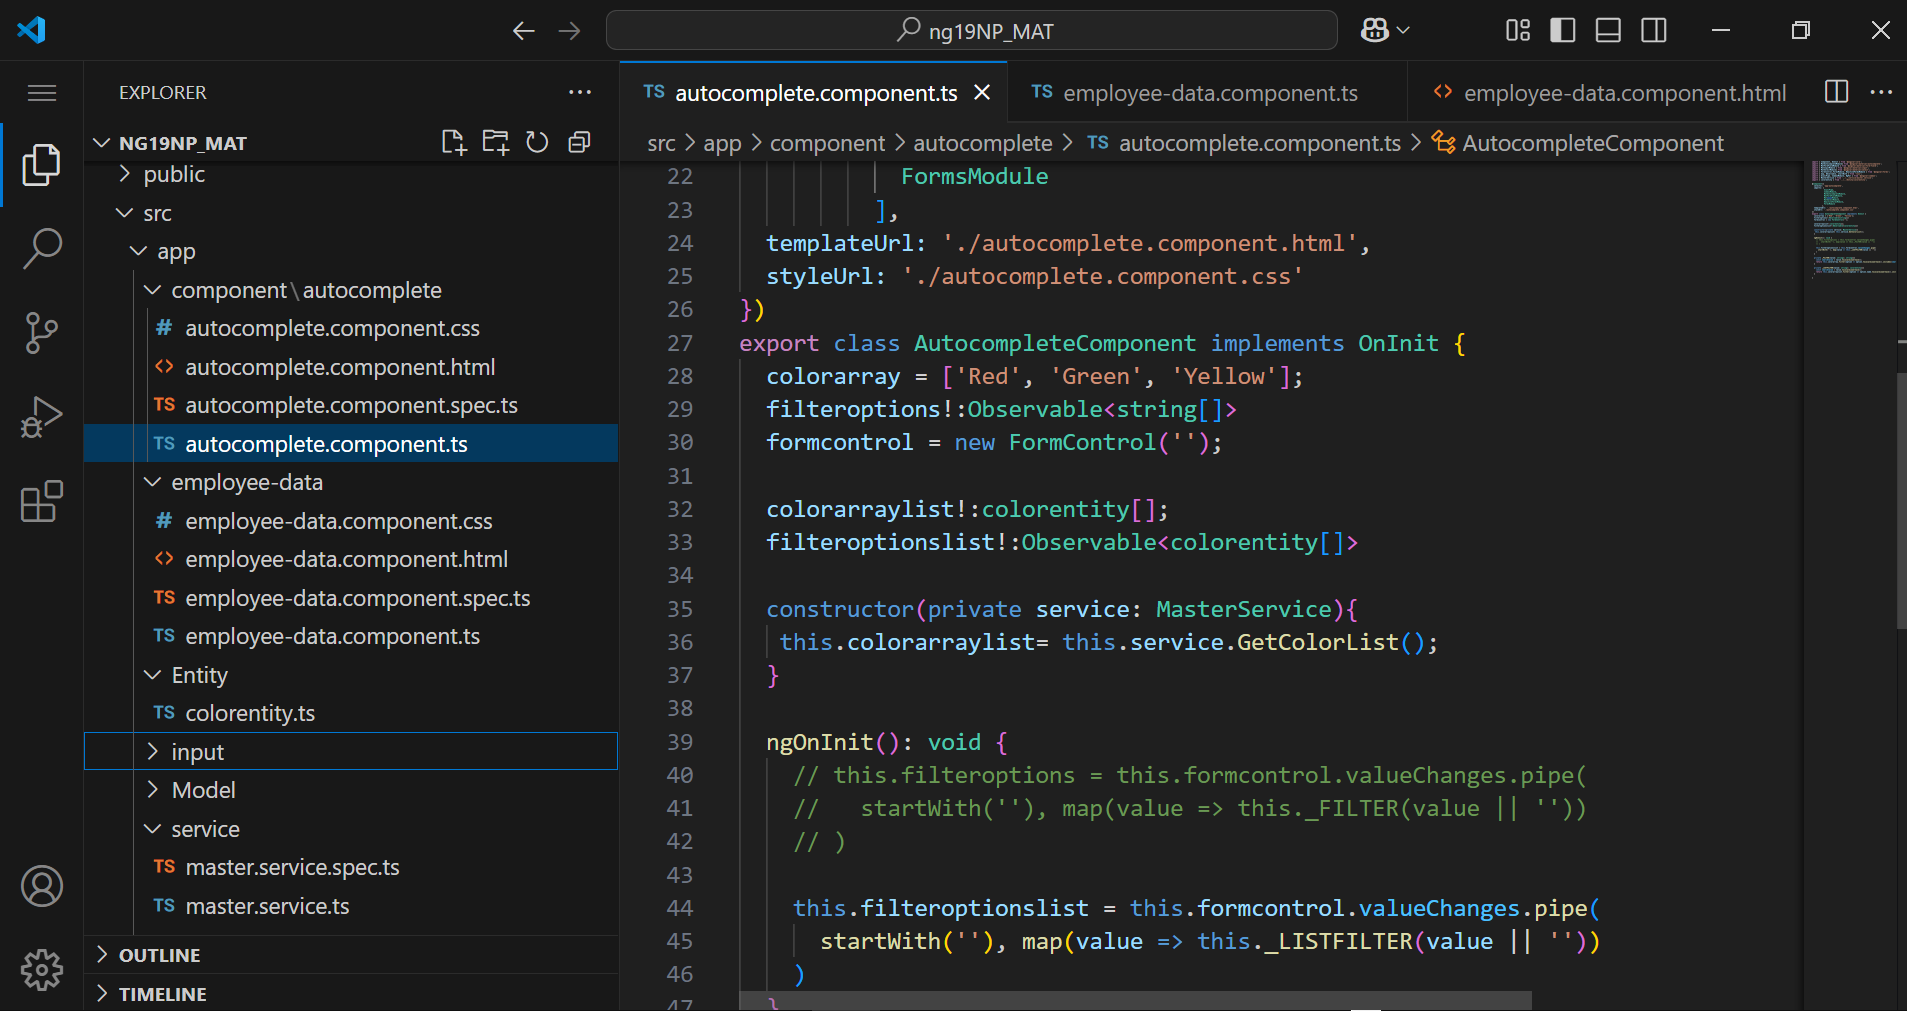 ng19NP_MAT
EXPLORER
NG19NP_MAT
public
src
app
component\autocomplete
# autocomplete.component.css
<> autocomplete.component.html
TS autocomplete.component.spec.ts
TS autocomplete.component.ts
employee-data
# employee-data.component.css
<> employee-data.component.html
TS employee-data.component.spec.ts
TS employee-data.component.ts
Entity
TS colorentity.ts
input
Model
service
TS master.service.spec.ts
TS master.service.ts
OUTLINE
TIMELINE
TS autocomplete.component.ts
TS employee-data.component.ts
<> employee-data.component.html
src > app > component > autocomplete > TS autocomplete.component.ts > AutocompleteComponent
22 FormsModule
23 ],
24 templateUrl: './autocomplete.component.html',
25 styleUrl: './autocomplete.component.css'
26 })
27 export class AutocompleteComponent implements OnInit {
28 colorarray = ['Red', 'Green', 'Yellow'];
29 filteroptions!:Observable<string[]>
30 formcontrol = new FormControl('');
31
32 colorarraylist!:colorentity[];
33 filteroptionslist!:Observable<colorentity[]>
34
35 constructor(private service: MasterService){
36 this.colorarraylist= this.service.GetColorList();
37 }
38
39 ngOnInit(): void {
40 // this.filteroptions = this.formcontrol.valueChanges.pipe(
41 //   startWith(''), map(value => this._FILTER(value || ''))
42 // )
43
44 this.filteroptionslist = this.formcontrol.valueChanges.pipe(
45 startWith(''), map(value => this._LISTFILTER(value || ''))
46 )
47 }